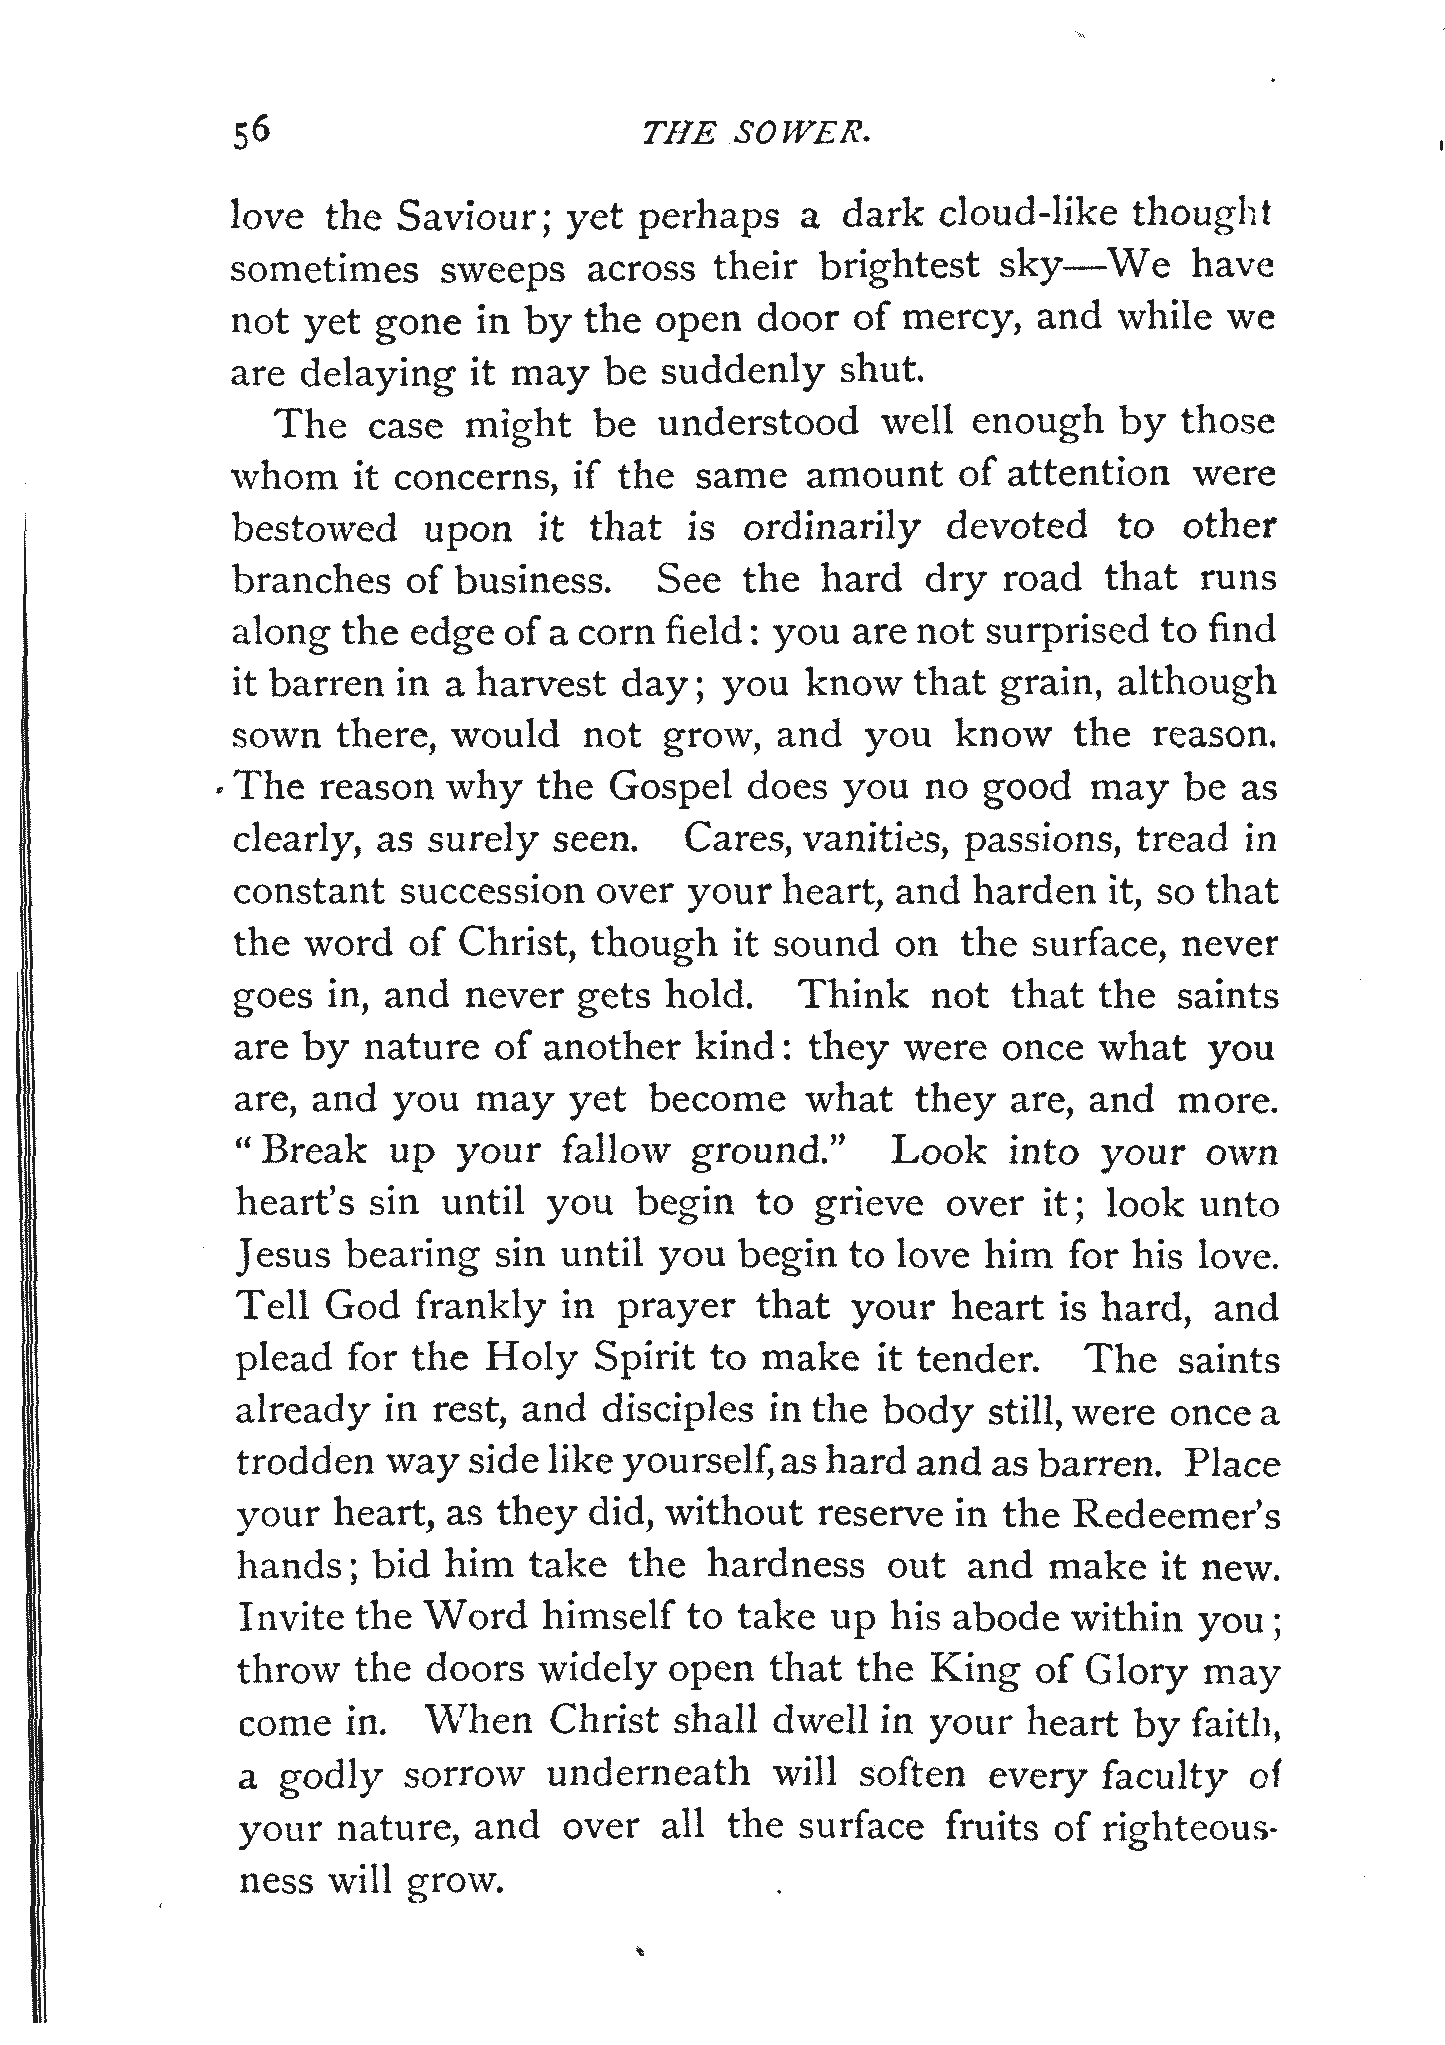 56 THE SOWER.
love the Saviour; yet perhaps a dark cloud-like thought
sometimes sweeps across their brightest sky—We have
not yet gone in by the open door of mercy, and while we
are delaying it may be suddenly shut.
The case might be understood well enough by those
whom it concerns, if the same amount of attention were
bestowed upon it that is ordinarily devoted to other
branches of business. See the hard dry road that runs
along the edge of a corn field: you are not surprised to find
it barren in a harvest day; you know that grain, although
sown there, would not grow, and you know the reason.
The reason why the Gospel does you no good may be as
clearly, as surely seen. Cares, vanities, passions, tread in
constant succession over your heart, and harden it, so that
the word of Christ, though it sound on the surface, never
goes in, and never gets hold. Think not that the saints
are by nature of another kind: they were once what you
are, and you may yet become what they are, and more.
“Break up your fallow ground.” Look into your own
heart's sin until you begin to grieve over it; look unto
Jesus bearing sin until you begin to love him for his love.
Tell God frankly in prayer that your heart is hard, and
plead for the Holy Spirit to make it tender. The saints
already in rest, and disciples in the body still, were once a
trodden way side like yourself, as hard and as barren. Place
your heart, as they did, without reserve in the Redeemer's
hands; bid him take the hardness out and make it new.
Invite the Word himself to take up his abode within you;
throw the doors widely open that the King of Glory may
come in. When Christ shall dwell in your heart by faith,
a godly sorrow underneath will soften every faculty of
your nature, and over all the surface fruits of righteous-
ness will grow.